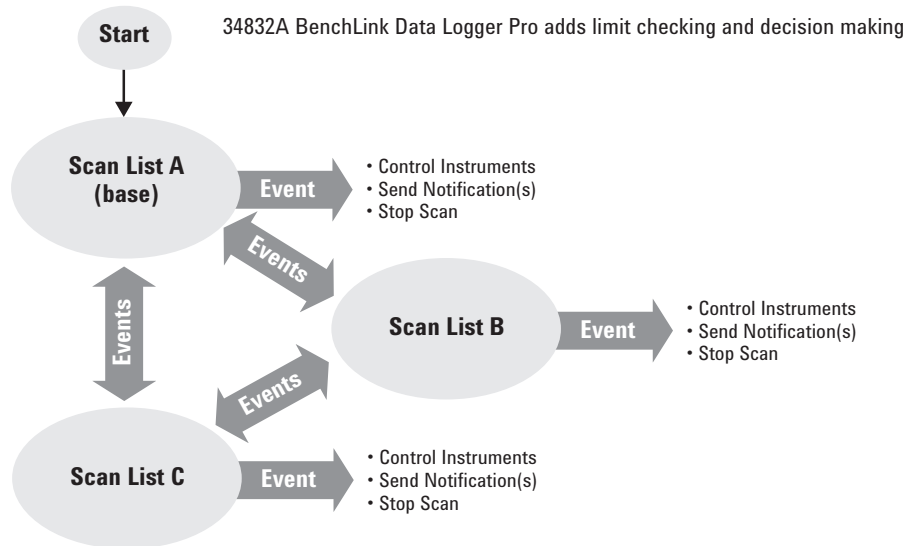 34832A BenchLink Data Logger Pro adds limit checking and decision making
Start
Scan List A
(base)
Event
• Control Instruments
• Send Notification(s)
• Stop Scan
Events
Events
Scan List B
Event
• Control Instruments
• Send Notification(s)
• Stop Scan
Events
Scan List C
Event
• Control Instruments
• Send Notification(s)
• Stop Scan